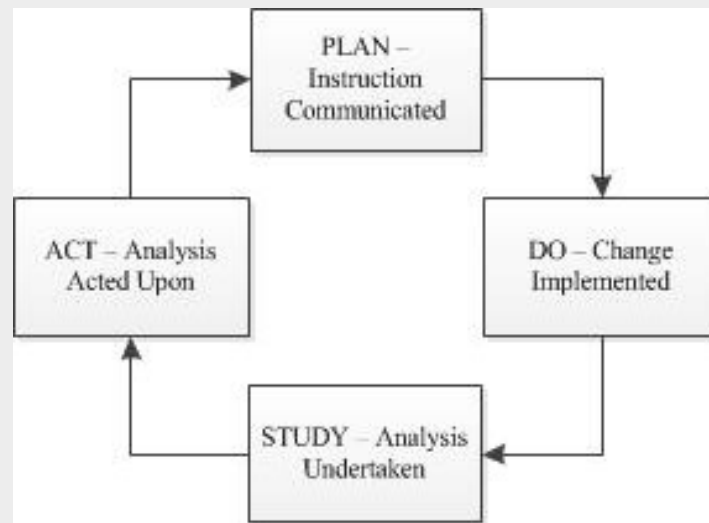 PLAN –
Instruction
Communicated
DO – Change
Implemented
STUDY – Analysis
Undertaken
ACT – Analysis
Acted Upon